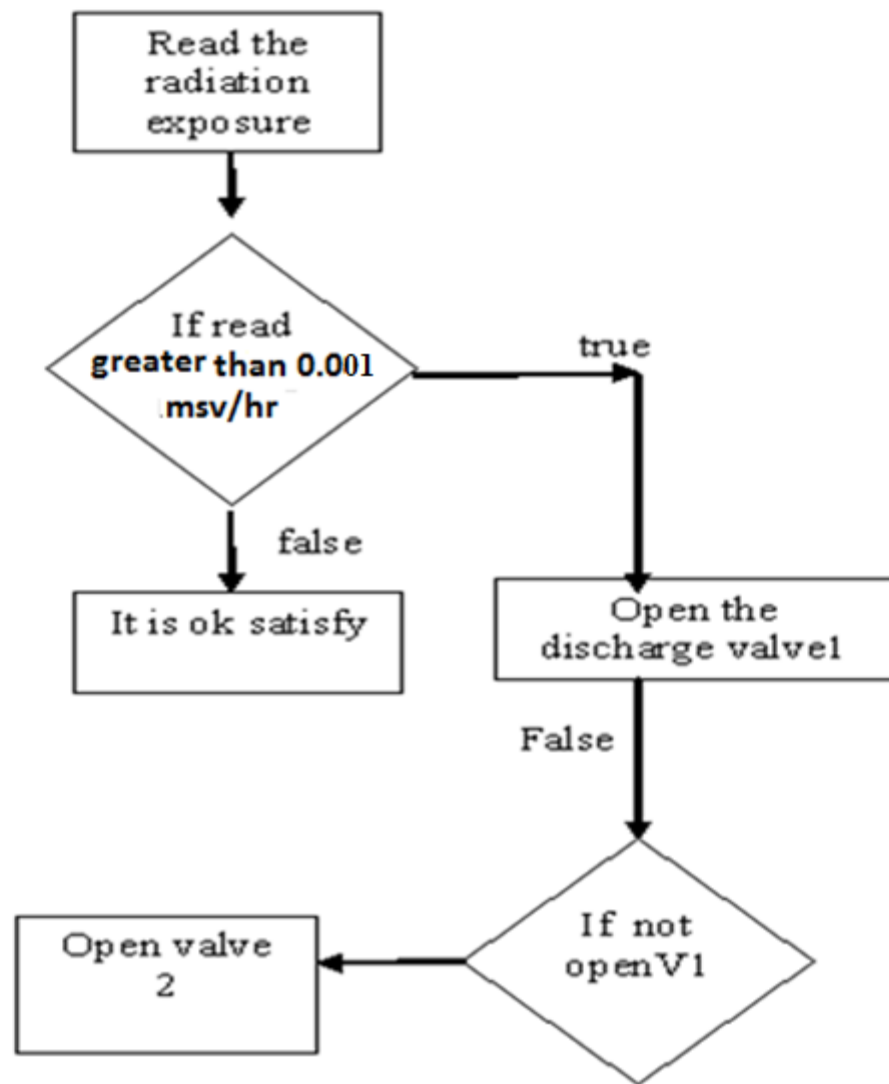 Read the
radiation
exposure
If read
greater than 0.001
msv/hr
true
false
It is ok satisfy
Open the
discharge valve1
False
If not
openV1
Open valve
2